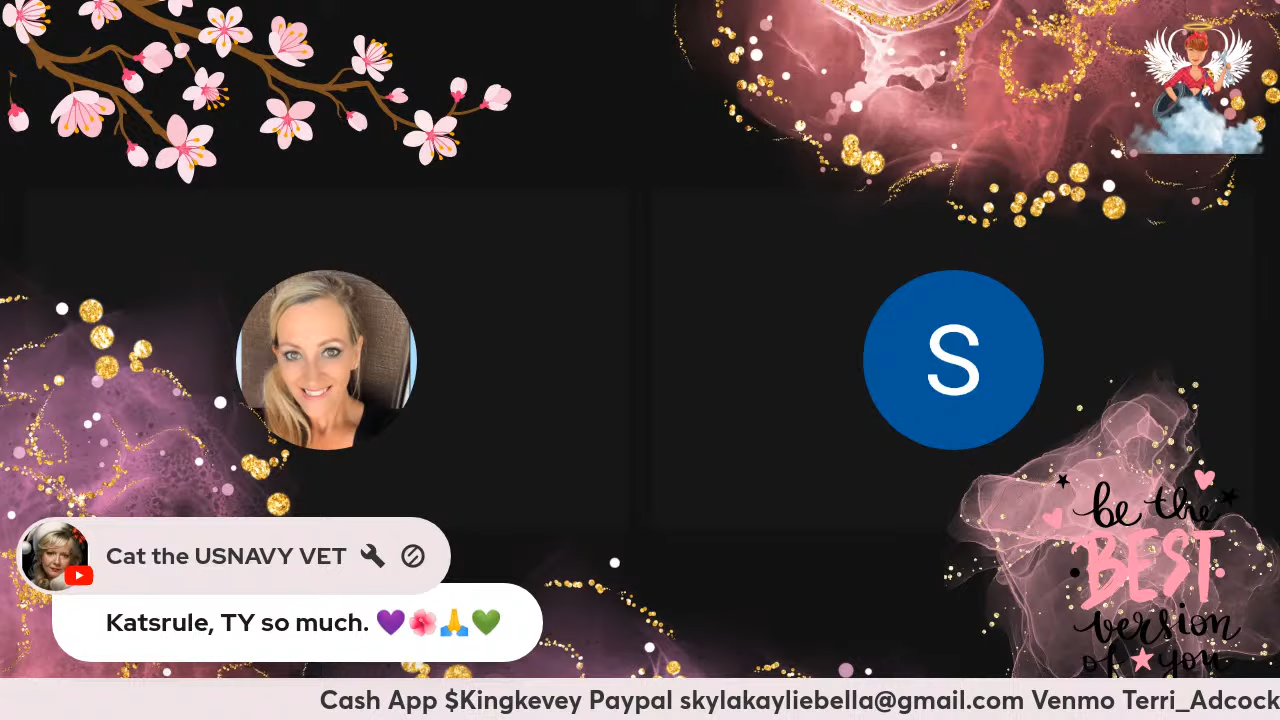 S
be the
BEST
version
of you
Cat the USNAVY VET
Katsrule, TY so much. 💜🌺🙏💚
Cash App $Kingkevey Paypal skylakayliebella@gmail.com Venmo Terri_Adcock